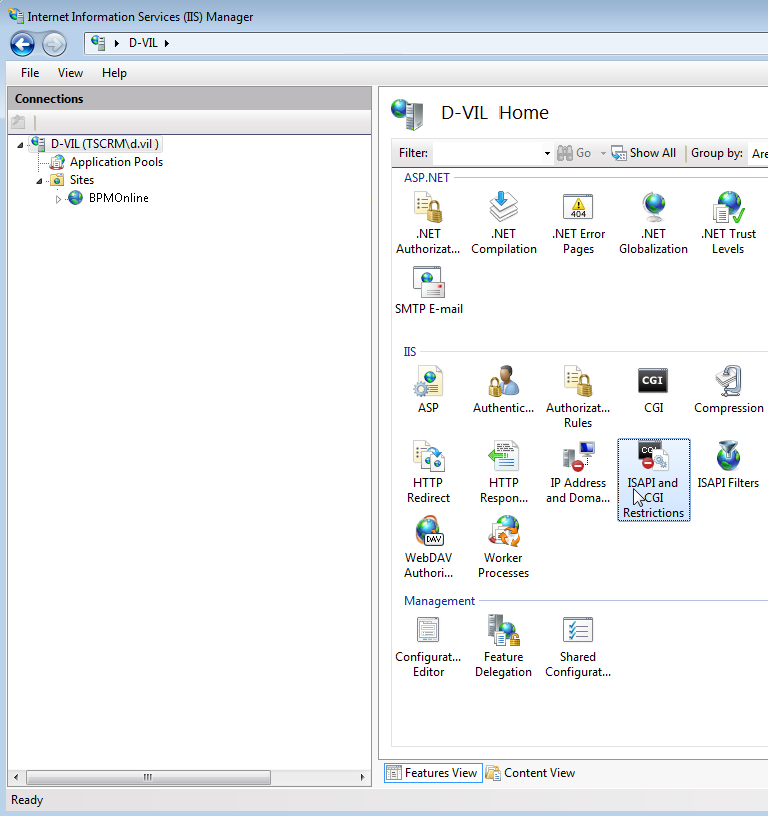 Internet Information Services (IIS) Manager
D-VIL
File View Help
Connections
D-VIL (TSCRM\d.vil )
Application Pools
Sites
BPMOnline
D-VIL Home
Filter: Go Show All Group by: Are
ASP.NET
.NET Authorizat...
.NET Compilation
404
.NET Error Pages
.NET Globalization
.NET Trust Levels
SMTP E-mail
IIS
ASP
Authentic...
Authorizat... Rules
CGI
CGI
Compression
HTTP Redirect
HTTP Respon...
IP Address and Doma...
ISAPI and CGI Restrictions
ISAPI Filters
DAV
WebDAV Authori...
Worker Processes
Management
Configurat... Editor
Feature Delegation
Shared Configurat...
Features View Content View
Ready